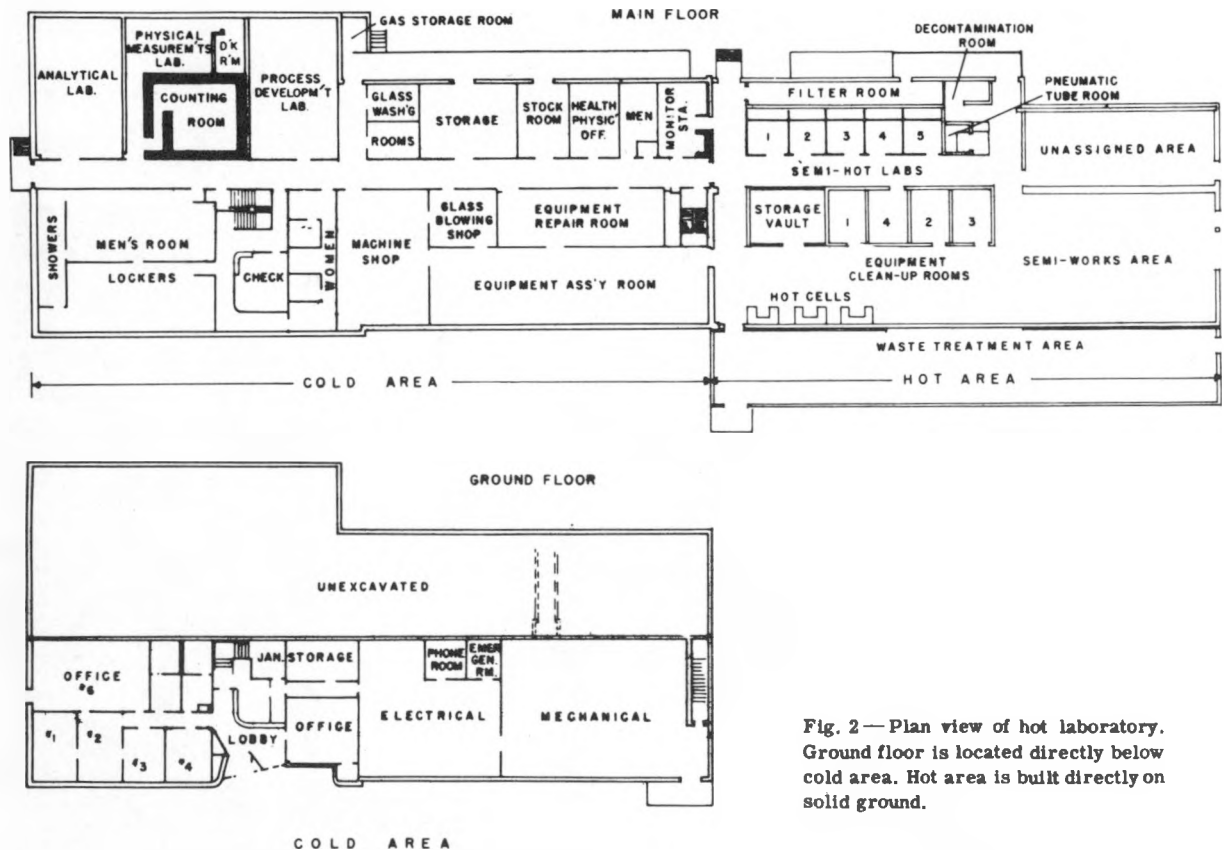 MAIN FLOOR
GAS STORAGE ROOM
DECONTAMINATION
ROOM
PHYSICAL
MEASUREM'TS
LAB.
D'K
R'M
ANALYTICAL
LAB.
COUNTING
ROOM
PROCESS
DEVELOPM'T
LAB.
GLASS
WASH'G
ROOMS
STORAGE
STOCK
ROOM
HEALTH
PHYSIC'
OFF.
MEN
MONITOR
STA.
FILTER ROOM
PNEUMATIC
TUBE ROOM
1 2 3 4 5
SEMI-HOT LABS
UNASSIGNED AREA
SHOWERS
MEN'S ROOM
LOCKERS
CHECK
WOMEN
MACHINE
SHOP
GLASS
BLOWING
SHOP
EQUIPMENT
REPAIR ROOM
EQUIPMENT ASS'Y ROOM
STORAGE
VAULT
1 4 2 3
EQUIPMENT
CLEAN-UP ROOMS
SEMI-WORKS AREA
HOT CELLS
WASTE TREATMENT AREA
COLD AREA
HOT AREA
GROUND FLOOR
UNEXCAVATED
OFFICE
#6
#1
#2
#3
#4
JAN.
STORAGE
LOBBY
OFFICE
PHONE
ROOM
EMER
GEN.
RM.
ELECTRICAL
MECHANICAL
COLD AREA
Fig. 2—Plan view of hot laboratory.
Ground floor is located directly below
cold area. Hot area is built directly on
solid ground.